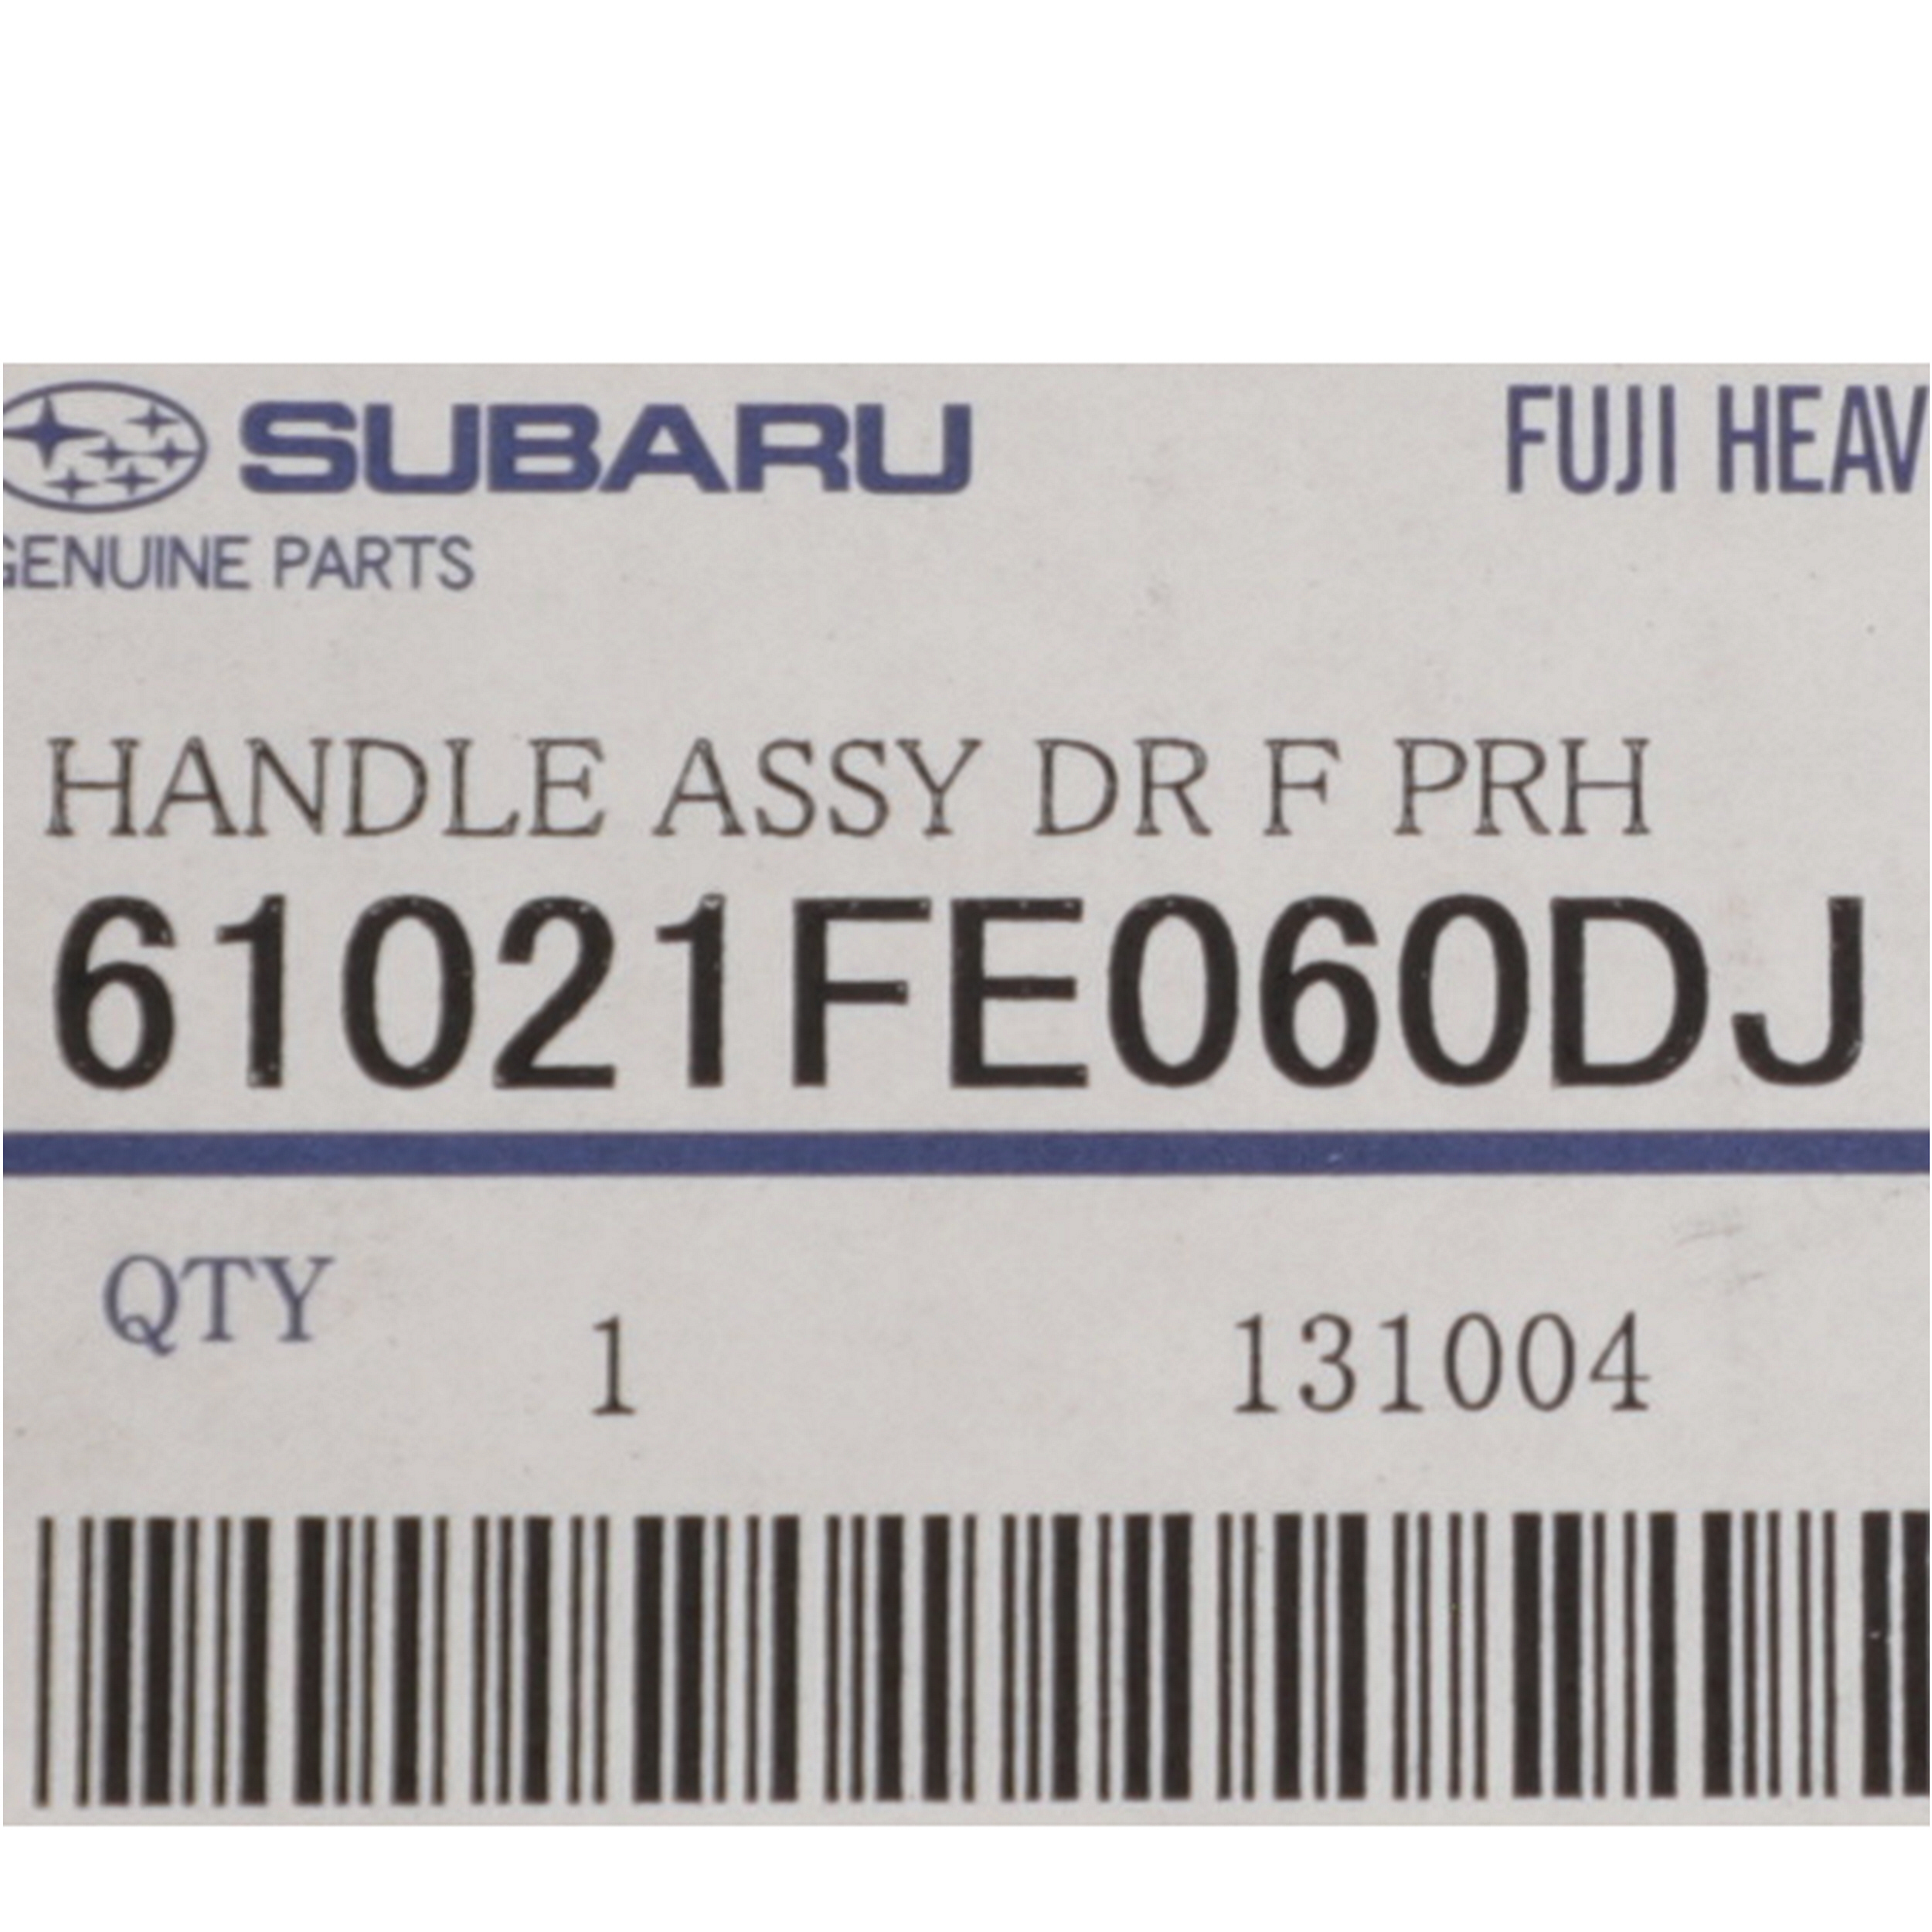 SUBARU FUJI HEAV
GENUINE PARTS
HANDLE ASSY DR F PRH
61021FE060DJ
QTY 1 131004